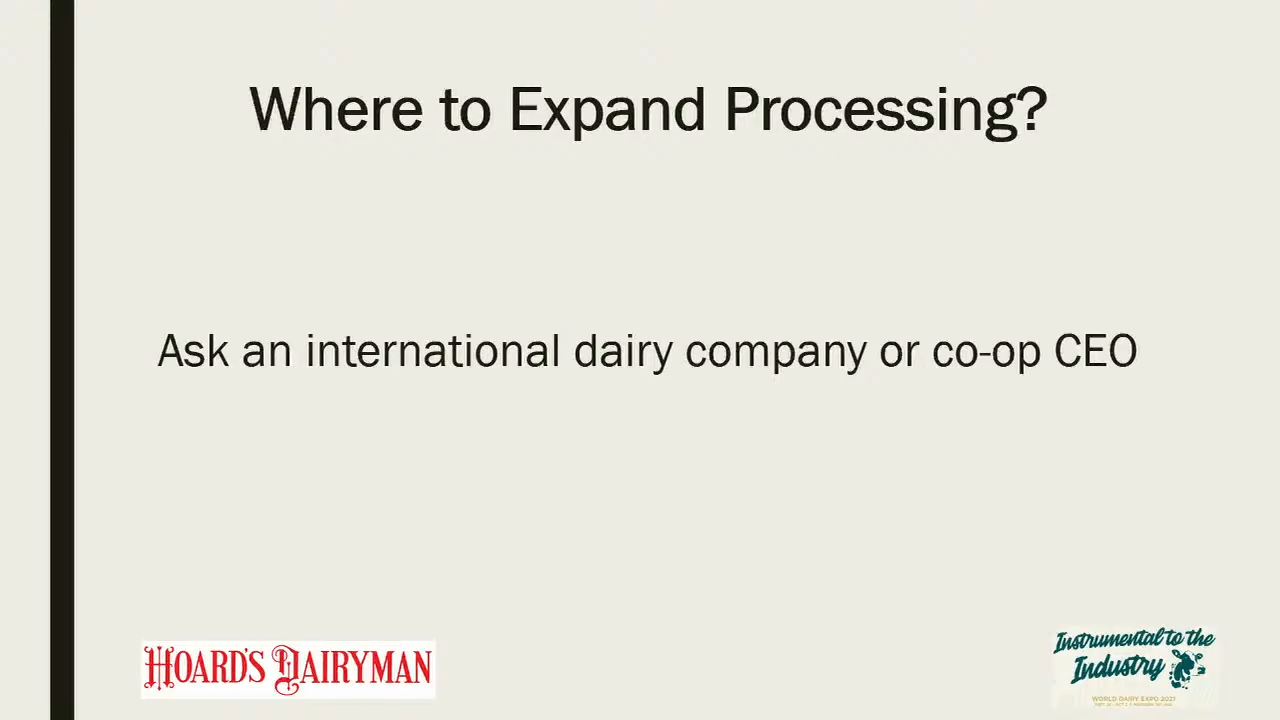 Where to Expand Processing?
Ask an international dairy company or co-op CEO
HOARD'S DAIRYMAN
Instrumental to the
Industry
WORLD DAIRY EXPO 2021